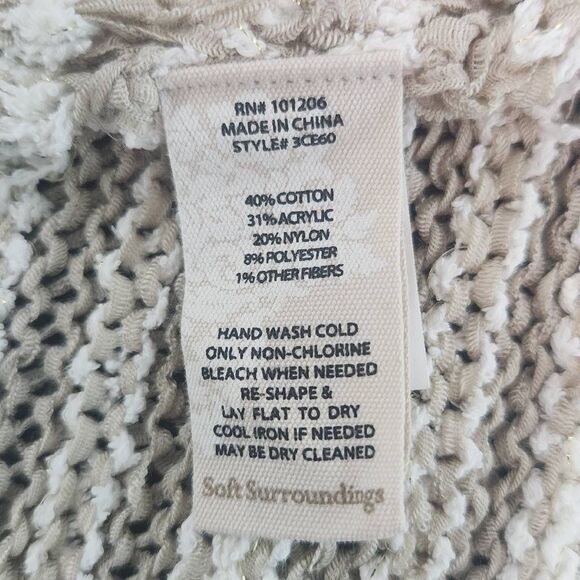 RN# 101206
MADE IN CHINA
STYLE# 3CE60
40% COTTON
31% ACRYLIC
20% NYLON
8% POLYESTER
1% OTHER FIBERS
HAND WASH COLD
ONLY NON-CHLORINE
BLEACH WHEN NEEDED
RE-SHAPE &
LAY FLAT TO DRY
COOL IRON IF NEEDED
MAY BE DRY CLEANED
Soft Surroundings